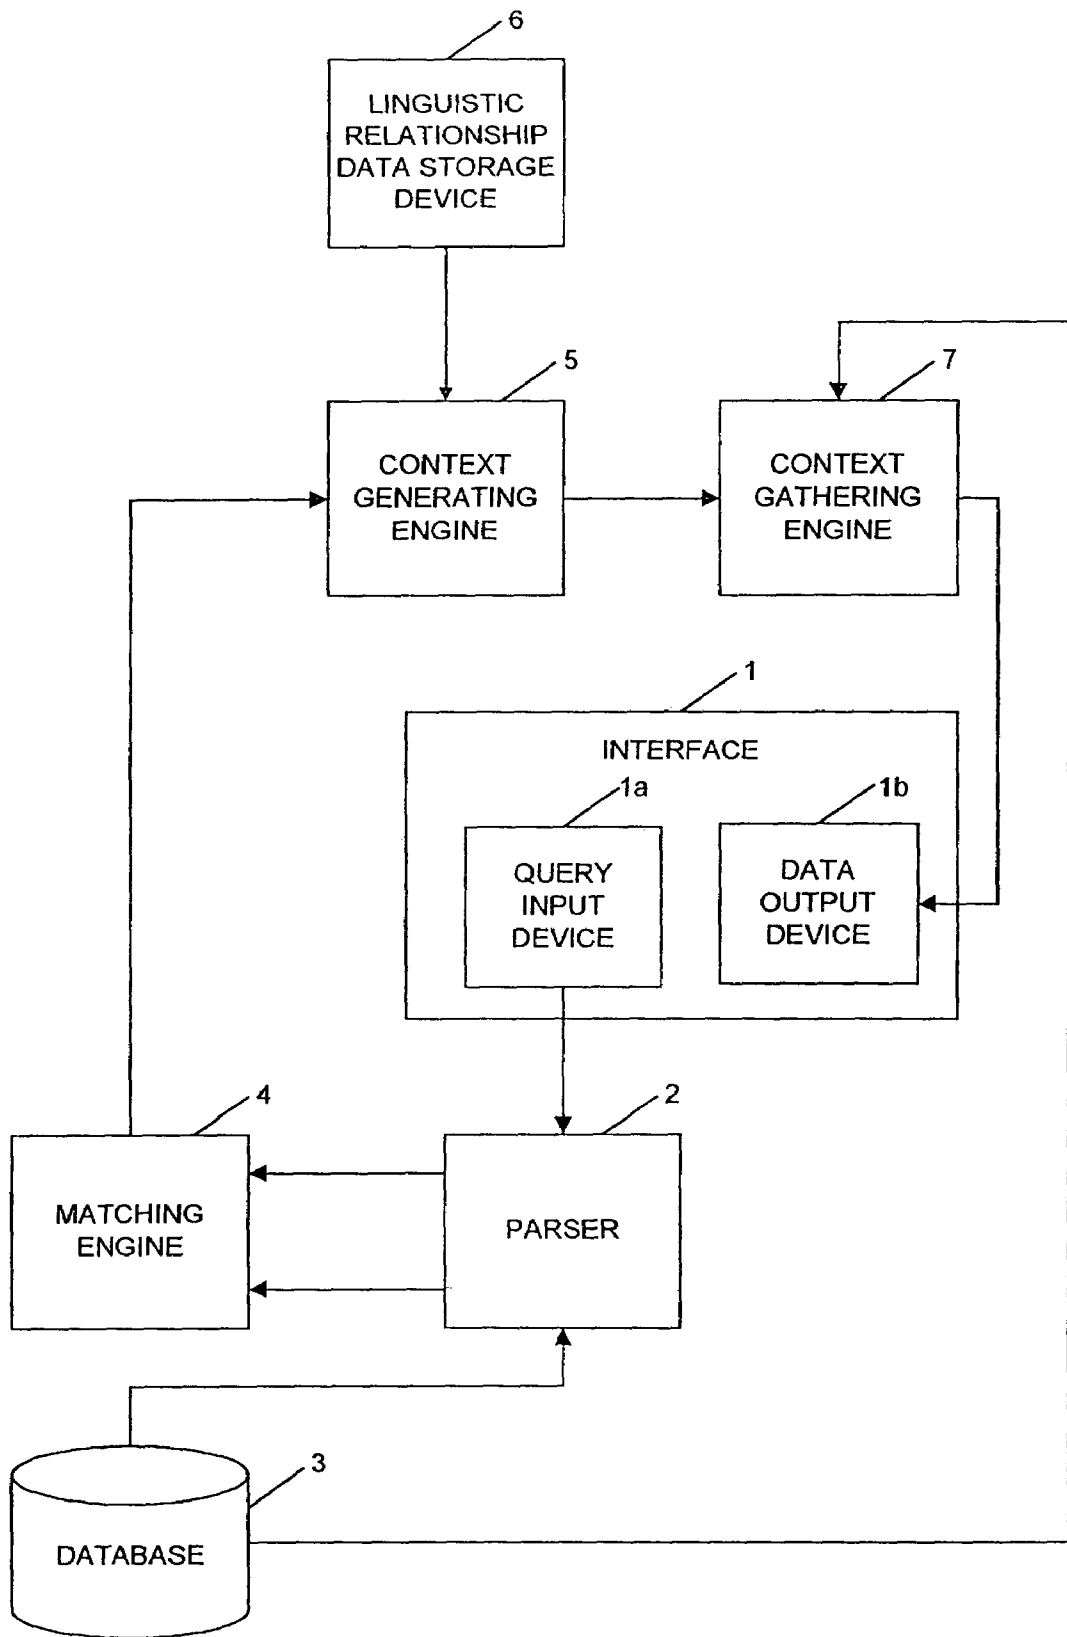 6
LINGUISTIC
RELATIONSHIP
DATA STORAGE
DEVICE
5
CONTEXT
GENERATING
ENGINE
7
CONTEXT
GATHERING
ENGINE
1
INTERFACE
1a
QUERY
INPUT
DEVICE
1b
DATA
OUTPUT
DEVICE
4
MATCHING
ENGINE
2
PARSER
3
DATABASE